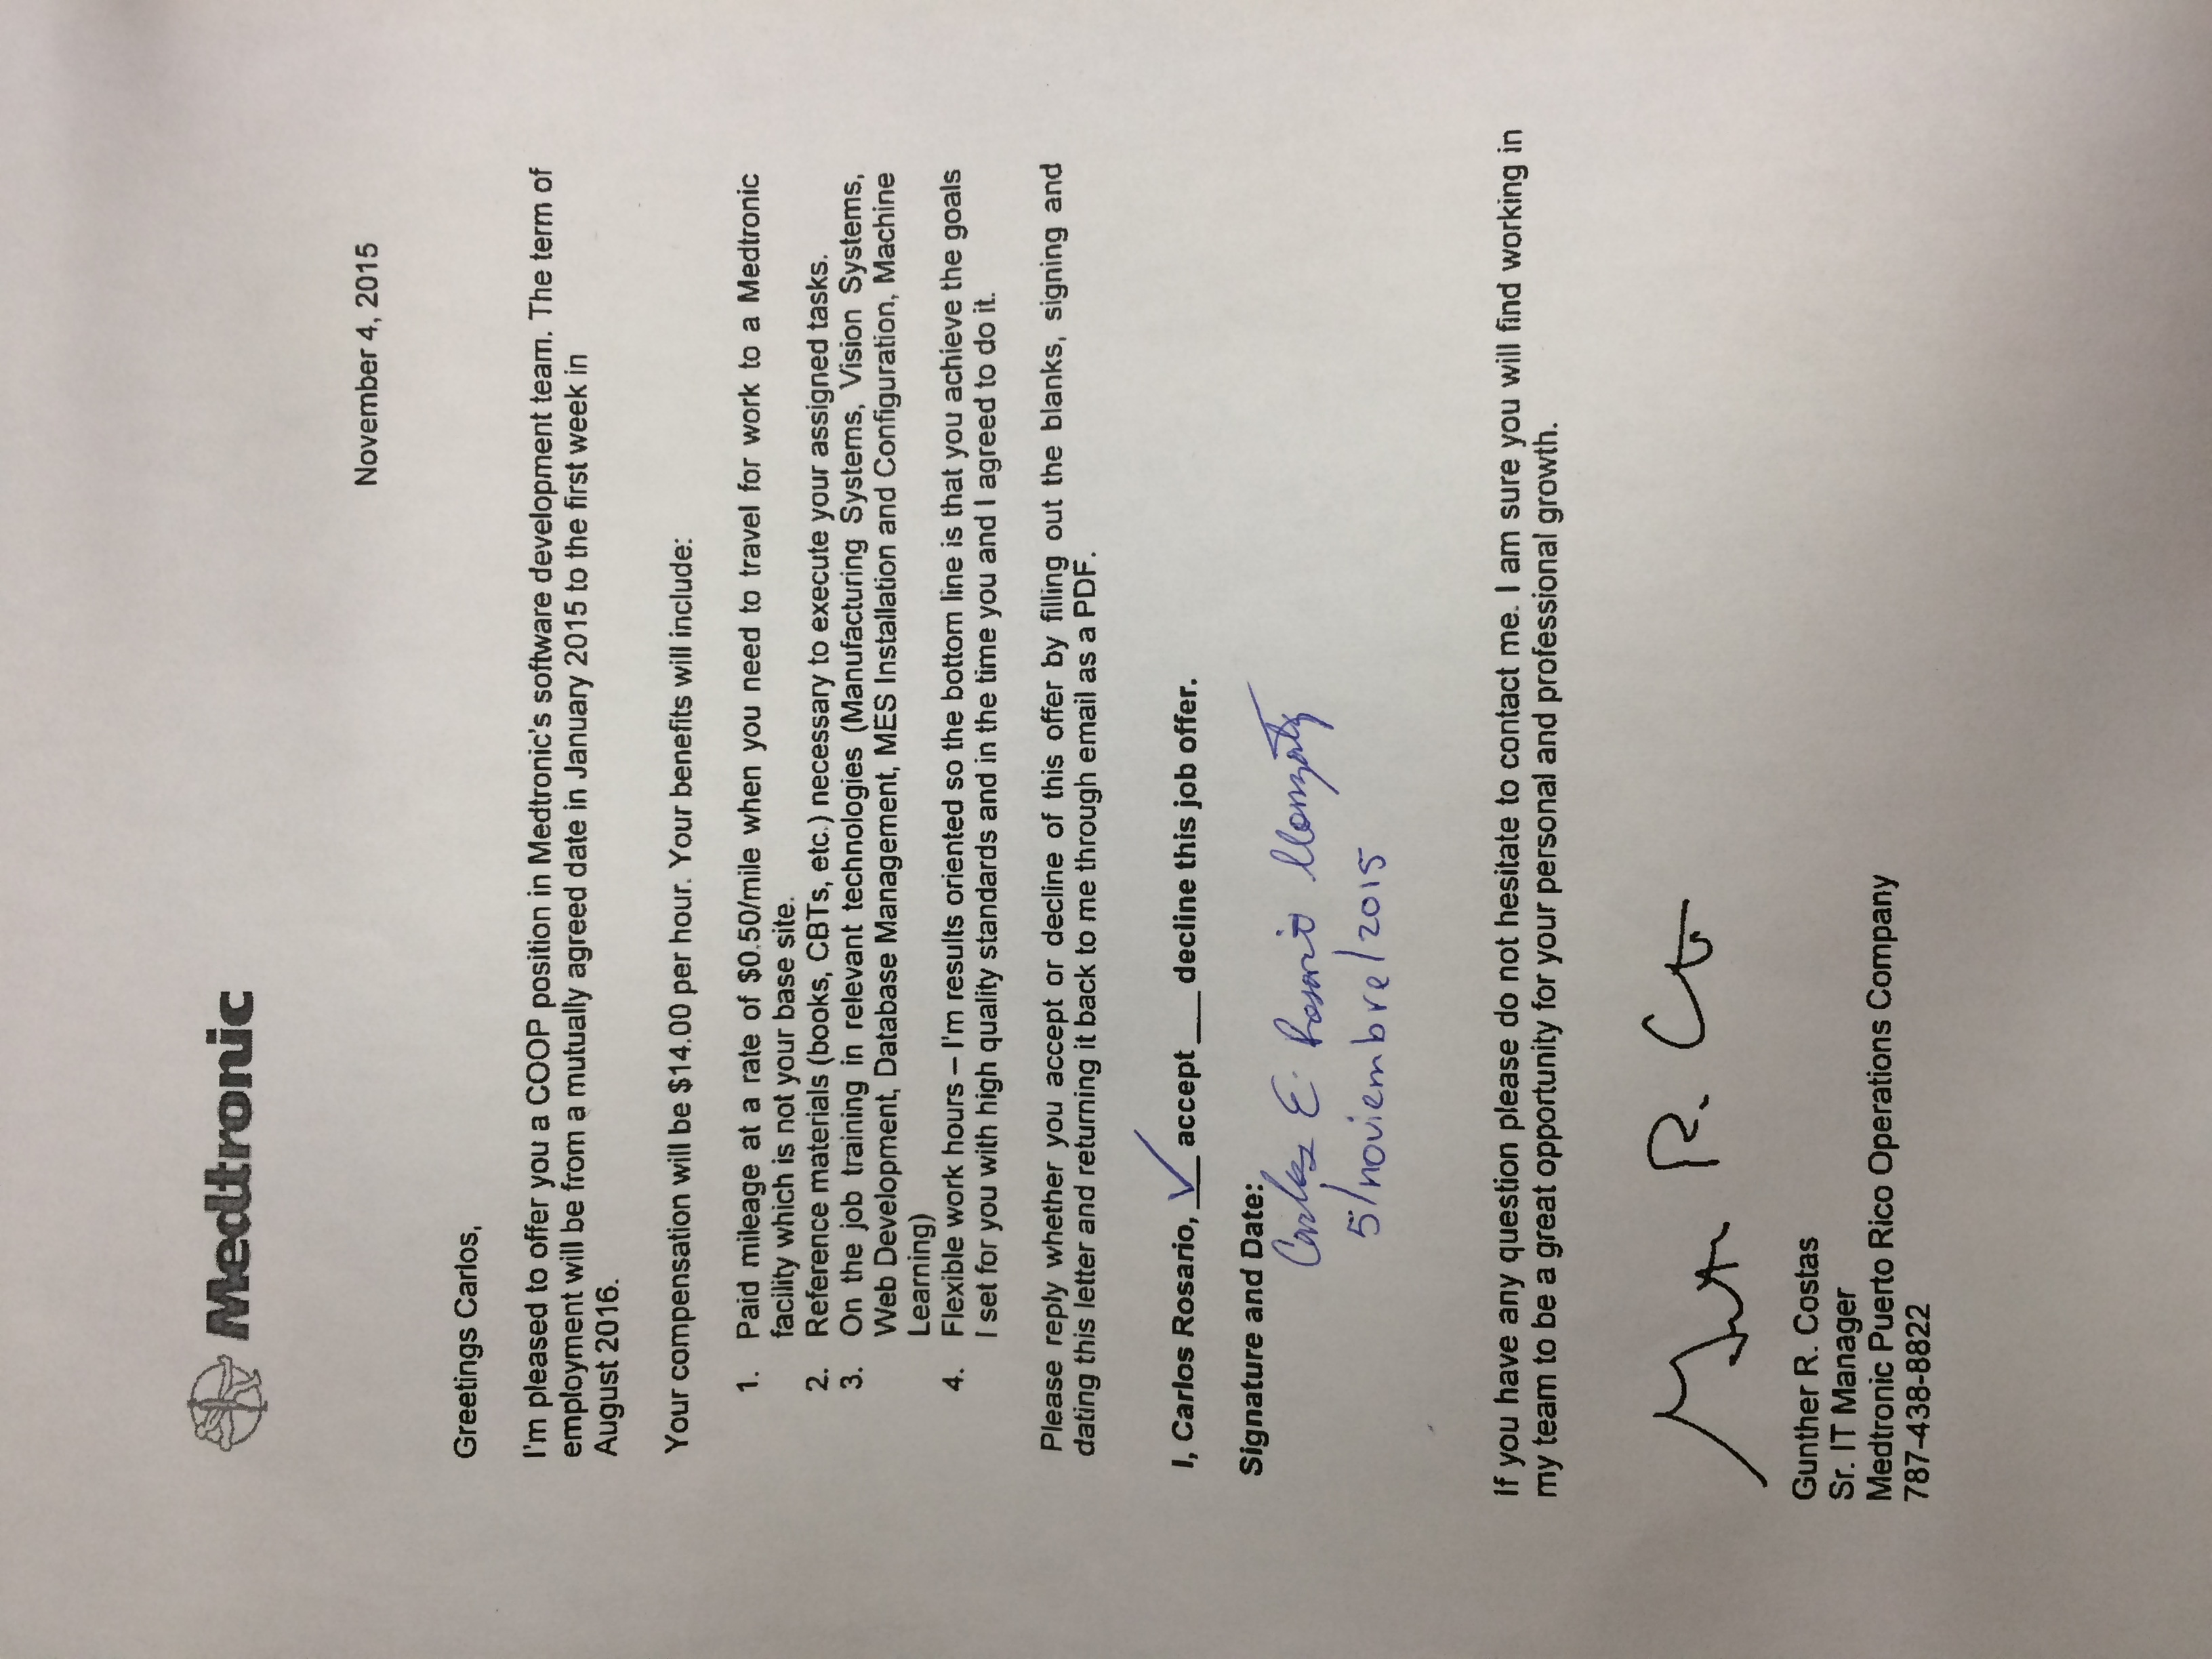 Medtronic
November 4, 2015
Greetings Carlos,
I'm pleased to offer you a COOP position in Medtronic's software development team. The term of
employment will be from a mutually agreed date in January 2015 to the first week in
August 2016.
Your compensation will be $14.00 per hour. Your benefits will include:
1. Paid mileage at a rate of $0.50/mile when you need to travel for work to a Medtronic
facility which is not your base site.
2. Reference materials (books, CBTs, etc.) necessary to execute your assigned tasks.
3. On the job training in relevant technologies (Manufacturing Systems, Vision Systems,
Web Development, Database Management, MES Installation and Configuration, Machine
Learning)
4. Flexible work hours – I'm results oriented so the bottom line is that you achieve the goals
I set for you with high quality standards and in the time you and I agreed to do it.
Please reply whether you accept or decline of this offer by filling out the blanks, signing and
dating this letter and returning it back to me through email as a PDF.
I, Carlos Rosario, ✓ accept ___ decline this job offer.
Signature and Date:
Carlos E. Rosario
5/noviembre/2015
If you have any question please do not hesitate to contact me. I am sure you will find working in
my team to be a great opportunity for your personal and professional growth.
Gunther R. Costas
Sr. IT Manager
Medtronic Puerto Rico Operations Company
787-438-8822